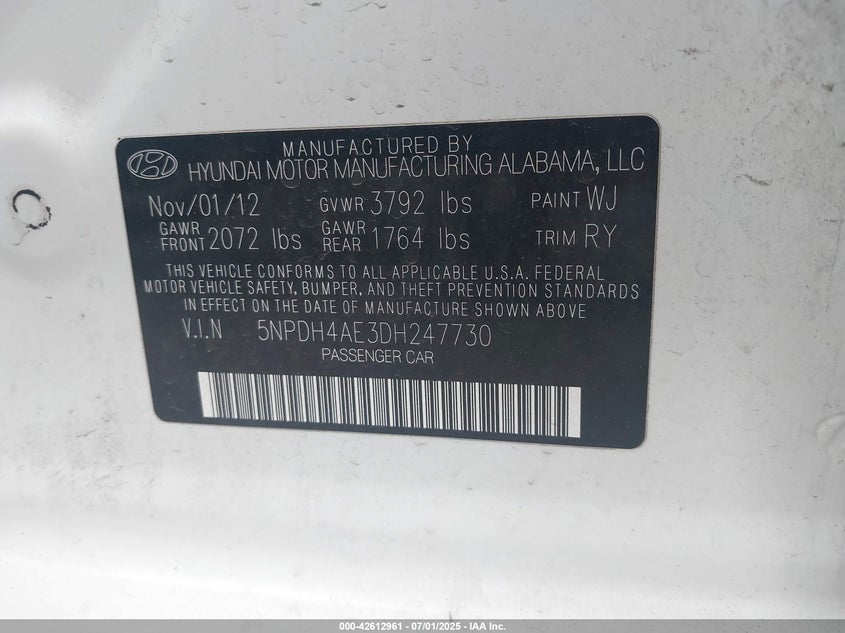 MANUFACTURED BY
HYUNDAI MOTOR MANUFACTURING ALABAMA, LLC
Nov/01/12 GVWR 3792 lbs PAINT WJ
GAWR FRONT 2072 lbs GAWR REAR 1764 lbs TRIM RY
THIS VEHICLE CONFORMS TO ALL APPLICABLE U.S.A. FEDERAL
MOTOR VEHICLE SAFETY, BUMPER, AND THEFT PREVENTION STANDARDS
IN EFFECT ON THE DATE OF MANUFACTURE SHOWN ABOVE.
V.I.N 5NPDH4AE3DH247730
PASSENGER CAR
000-42612961 - 07/01/2025 - IAA Inc.